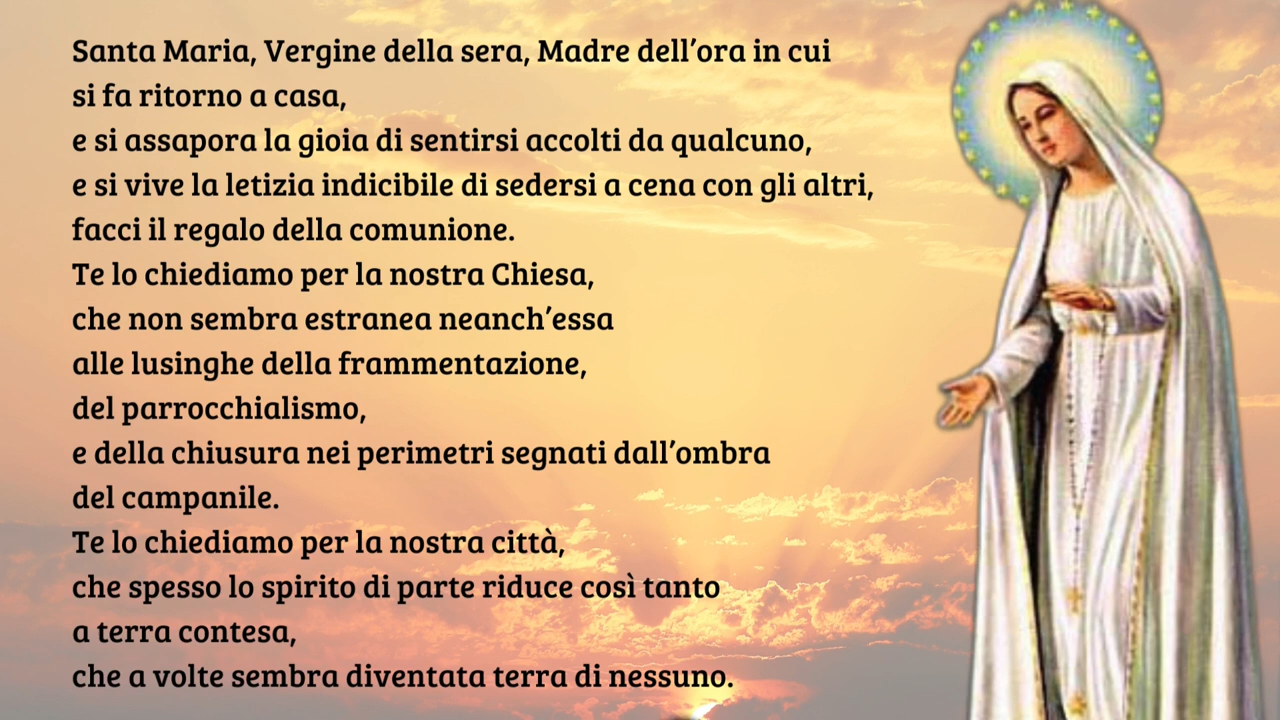 Santa Maria, Vergine della sera, Madre dell’ora in cui
si fa ritorno a casa,
e si assapora la gioia di sentirsi accolti da qualcuno,
e si vive la letizia indicibile di sedersi a cena con gli altri,
facci il regalo della comunione.
Te lo chiediamo per la nostra Chiesa,
che non sembra estranea neanch’essa
alle lusinghe della frammentazione,
del parrocchialismo,
e della chiusura nei perimetri segnati dall’ombra
del campanile.
Te lo chiediamo per la nostra città,
che spesso lo spirito di parte riduce così tanto
a terra contesa,
che a volte sembra diventata terra di nessuno.